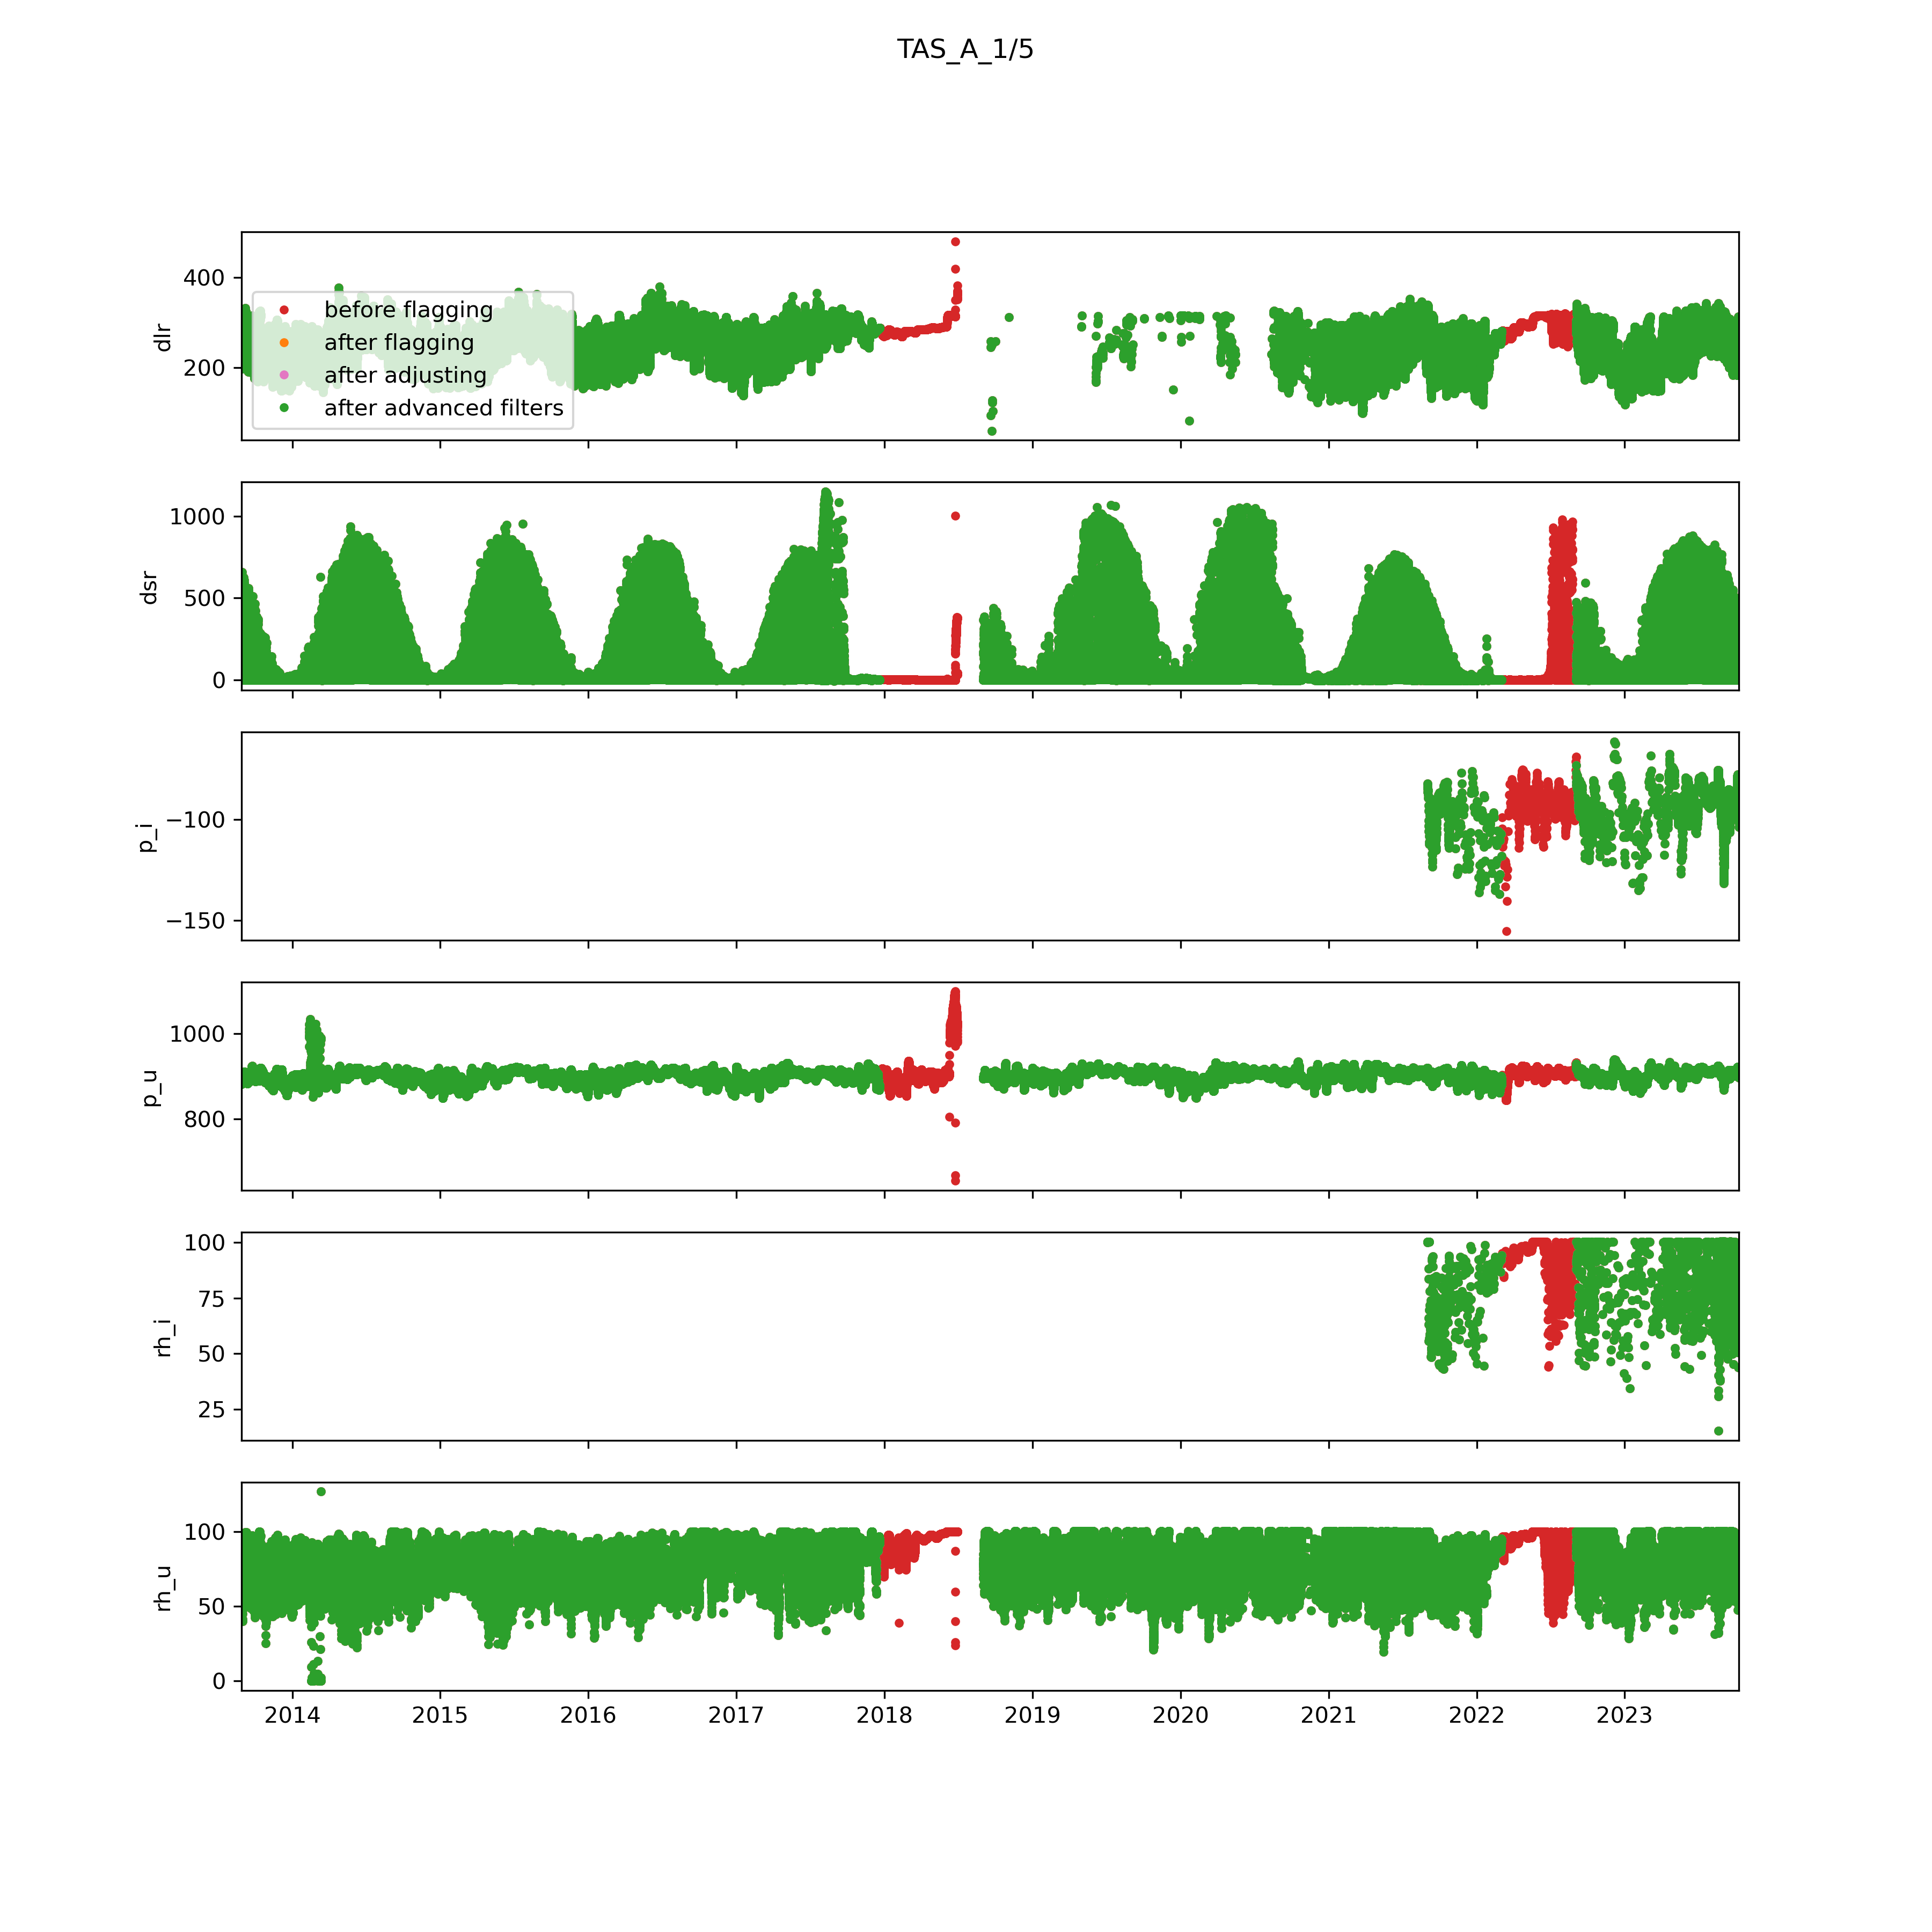 TAS_A_1/5
400
200
dlr
before flagging
after flagging
after adjusting
after advanced filters
1000
500
0
dsr
−100
−150
p_i
1000
800
p_u
100
75
50
25
rh_i
100
50
0
rh_u
2014 2015 2016 2017 2018 2019 2020 2021 2022 2023